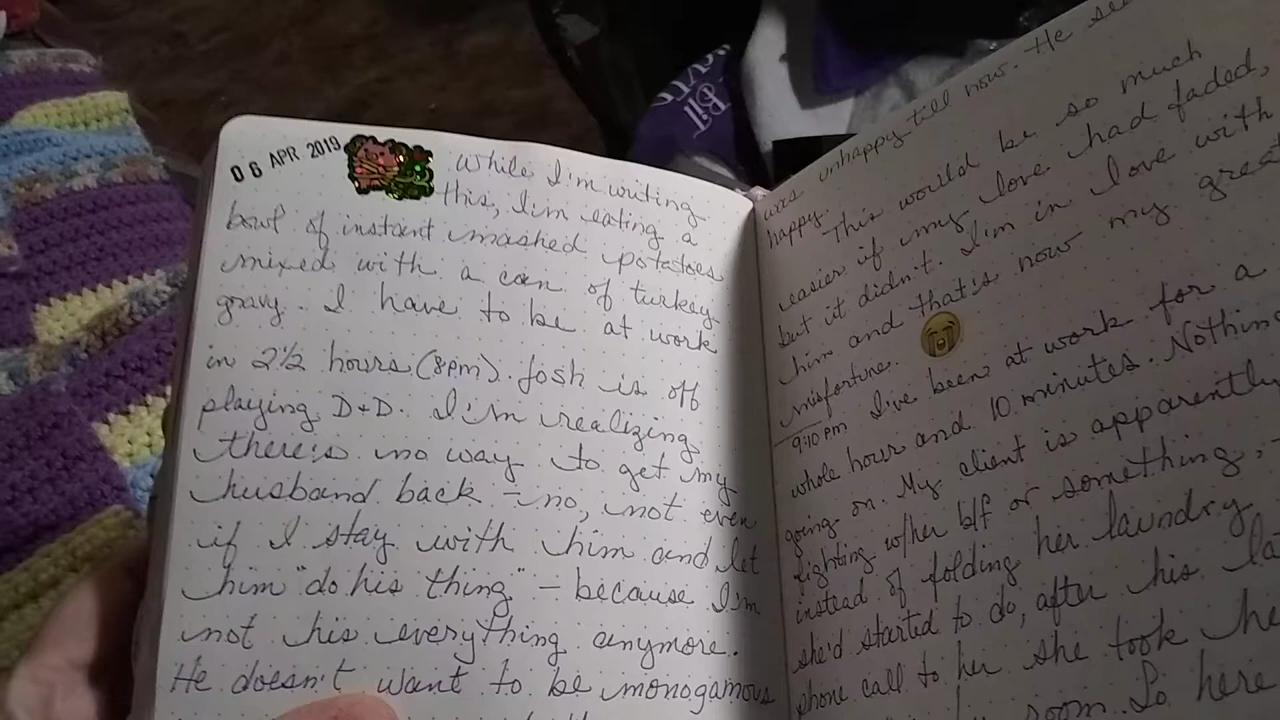 06 APR 2019
While I'm writing
this, I'm eating a
bowl of instant mashed potatoes
mixed with a can of turkey
gravy. I have to be at work
in 2½ hours (8pm). Josh is off
playing D+D. I'm realizing
there's no way to get my
husband back – no, not even
if I stay with him and let
him "do his thing" – because I'm
not his everything anymore.
He doesn't want to be monogamous
was unhappy till now. He
happy.
This would be so much
easier if my love had faded,
but it didn't. I'm in love with
him and that's now my great
misfortune.
9:10pm I've been at work for a
whole hour and 10 minutes. Nothing
going on. My client is apparently
fighting w/her b/f or something,
instead of folding her laundry
she'd started to do, after his
phone call to her she took
room. So here